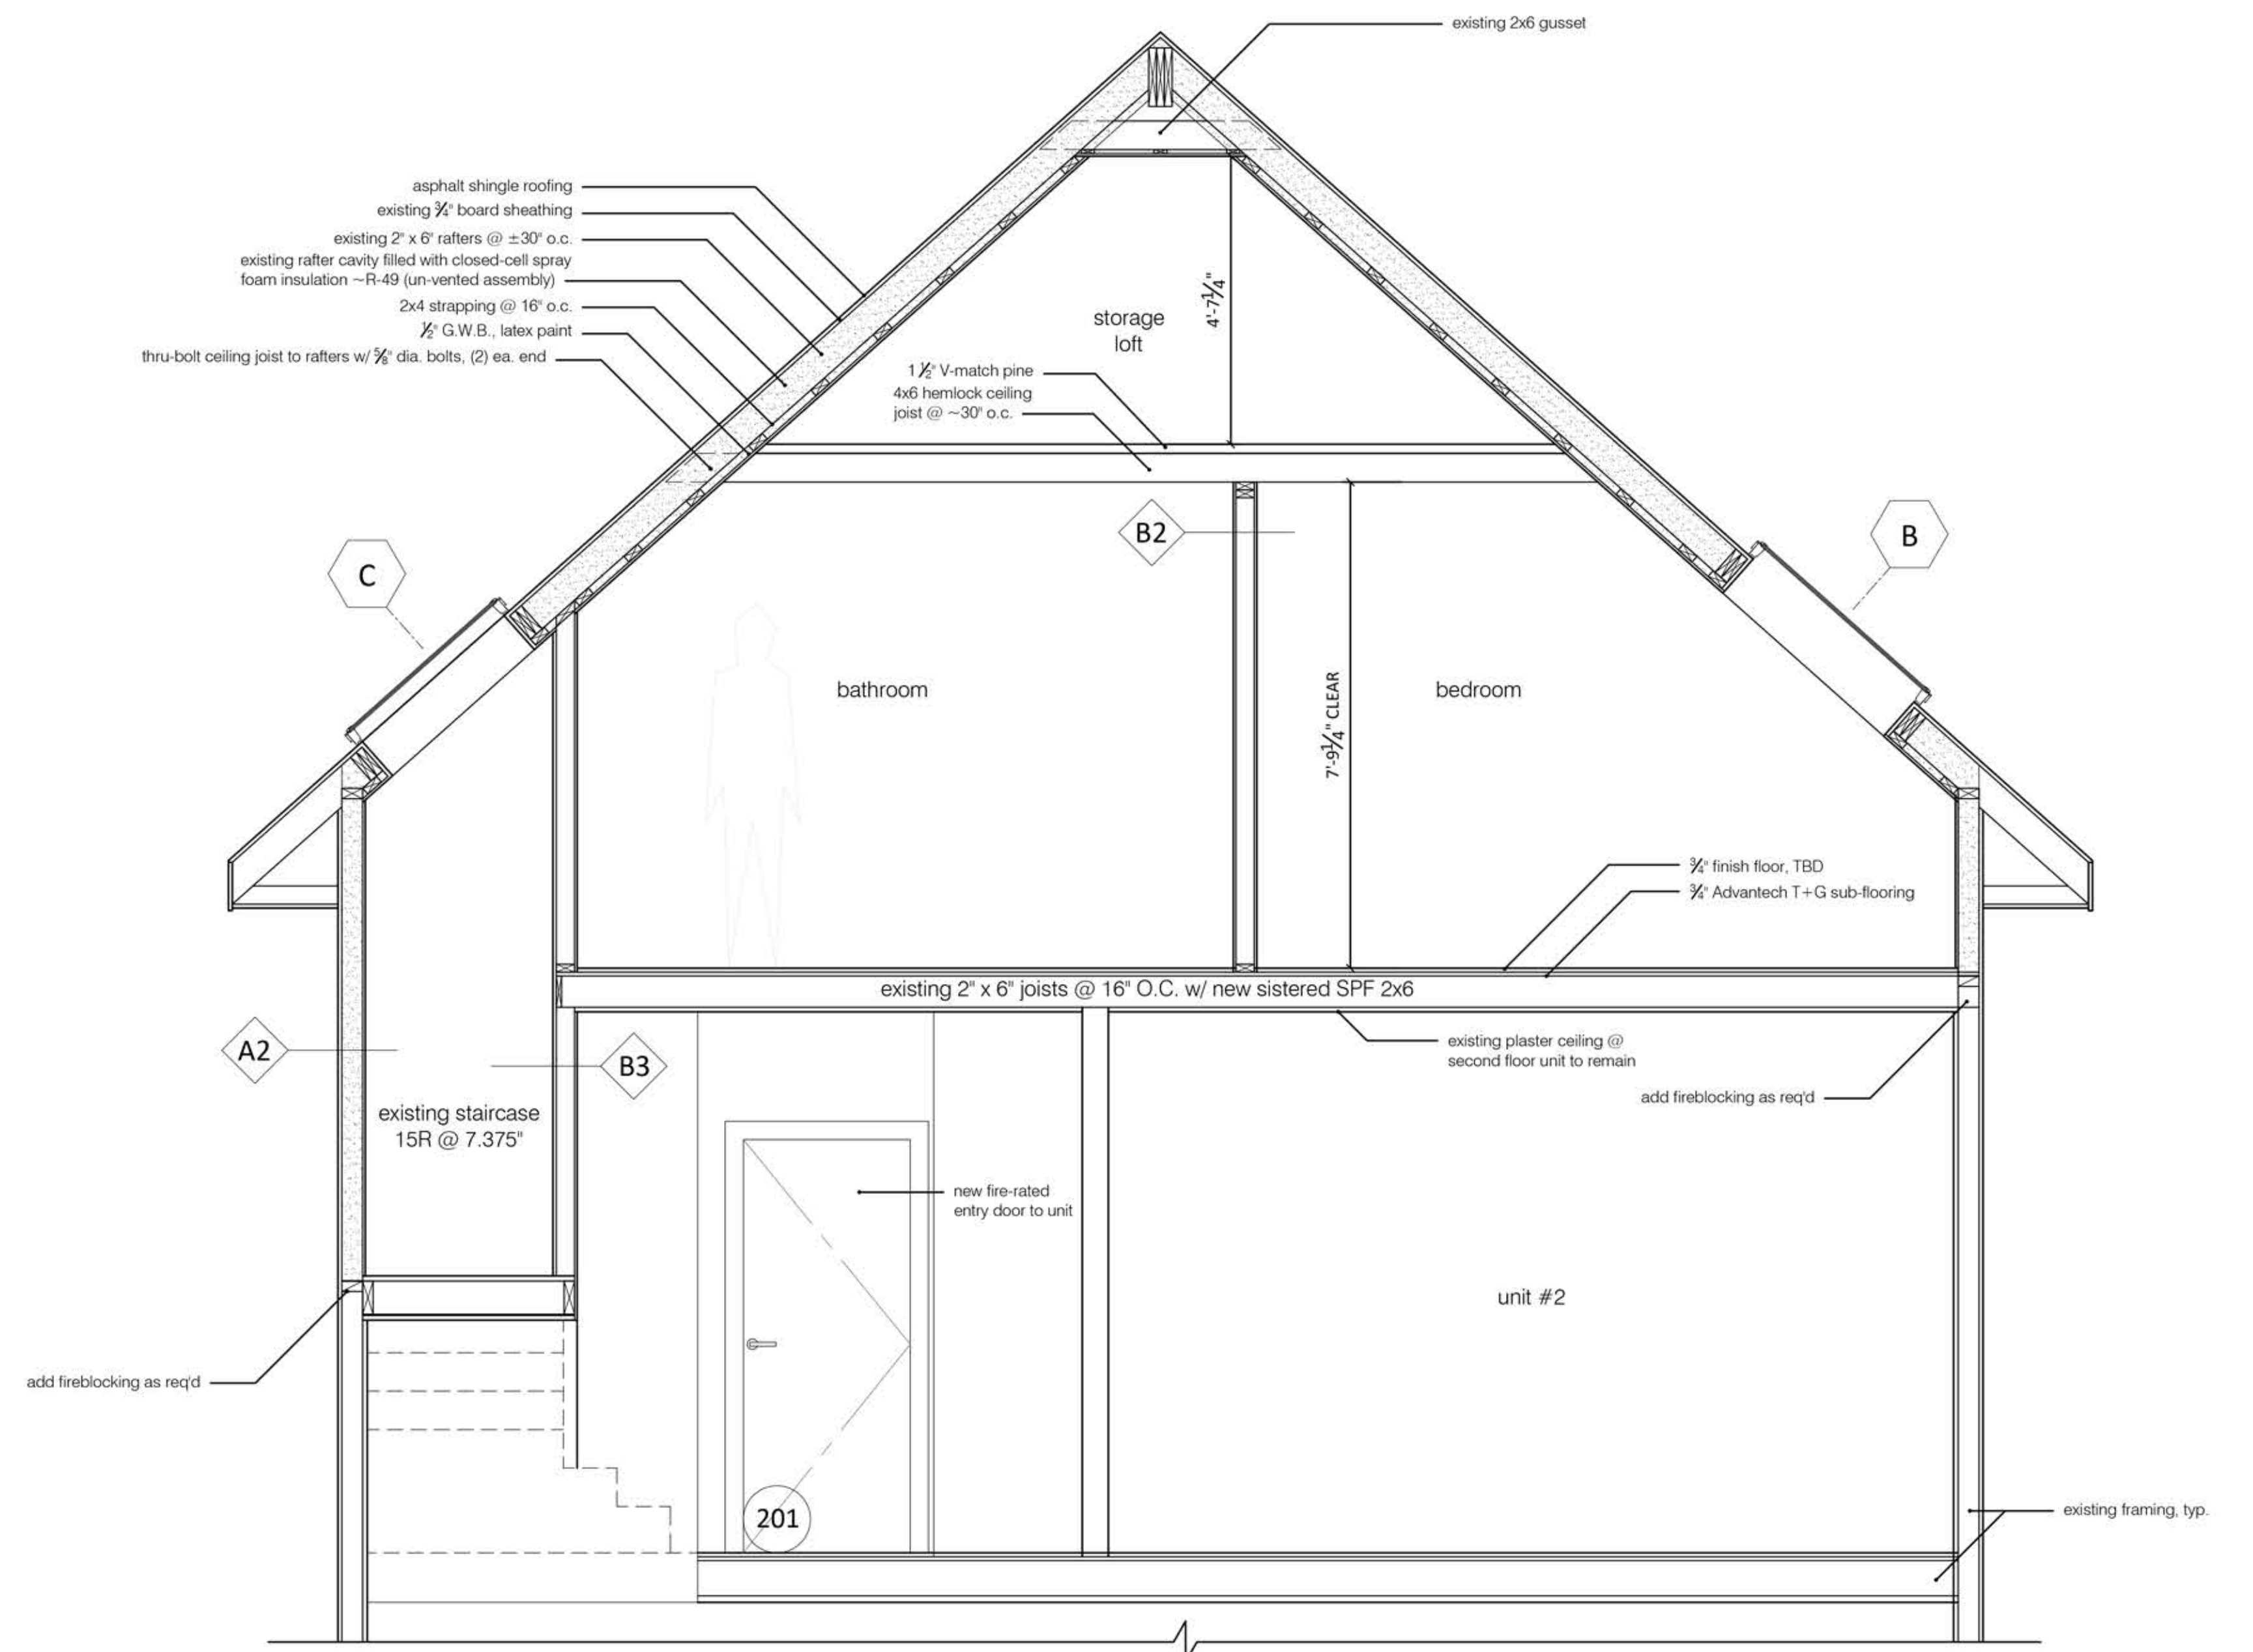 existing 2x6 gusset
asphalt shingle roofing
existing ¾" board sheathing
existing 2" x 6" rafters @ ±30" o.c.
existing rafter cavity filled with closed-cell spray
foam insulation ~R-49 (un-vented assembly)
2x4 strapping @ 16" o.c.
½" G.W.B., latex paint
thru-bolt ceiling joist to rafters w/ ⅝" dia. bolts, (2) ea. end
storage
loft
4'-7¼"
1 ½" V-match pine
4x6 hemlock ceiling
joist @ ~30" o.c.
B2
B
C
bathroom
7'-9¼" CLEAR
bedroom
¾" finish floor, TBD
¾" Advantech T+G sub-flooring
existing 2" x 6" joists @ 16" O.C. w/ new sistered SPF 2x6
existing plaster ceiling @
second floor unit to remain
add fireblocking as req'd
A2
B3
existing staircase
15R @ 7.375"
new fire-rated
entry door to unit
unit #2
add fireblocking as req'd
201
existing framing, typ.